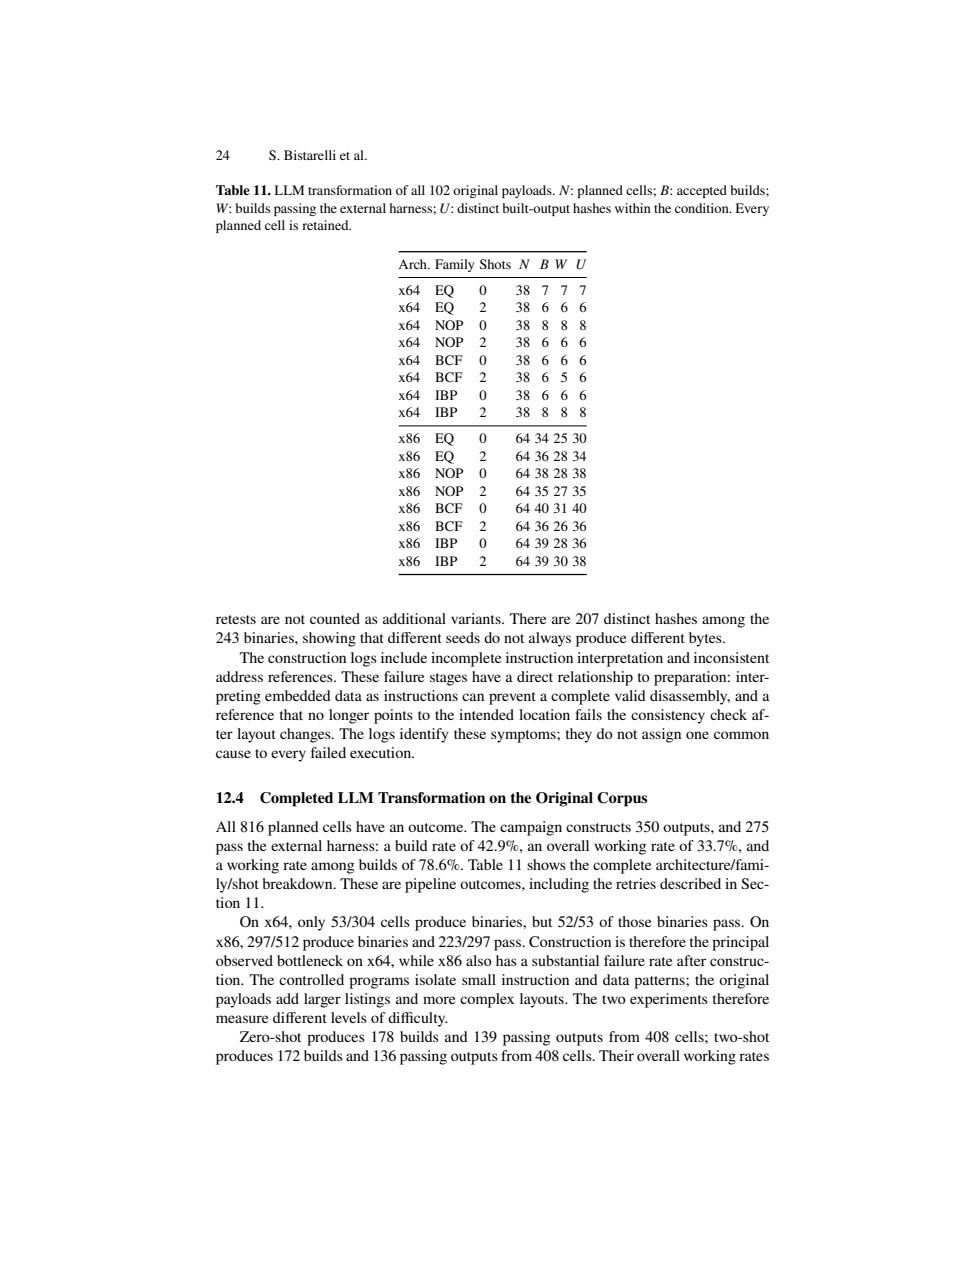 24 S. Bistarelli et al.
Table 11. LLM transformation of all 102 original payloads. N: planned cells; B: accepted builds;
W: builds passing the external harness; U: distinct built-output hashes within the condition. Every
planned cell is retained.
Arch. Family Shots N B W U
x64 EQ 0 38 7 7 7
x64 EQ 2 38 6 6 6
x64 NOP 0 38 8 8 8
x64 NOP 2 38 6 6 6
x64 BCF 0 38 6 6 6
x64 BCF 2 38 6 5 6
x64 IBP 0 38 6 6 6
x64 IBP 2 38 8 8 8
x86 EQ 0 64 34 25 30
x86 EQ 2 64 36 28 34
x86 NOP 0 64 38 28 38
x86 NOP 2 64 35 27 35
x86 BCF 0 64 40 31 40
x86 BCF 2 64 36 26 36
x86 IBP 0 64 39 28 36
x86 IBP 2 64 39 30 38
retests are not counted as additional variants. There are 207 distinct hashes among the
243 binaries, showing that different seeds do not always produce different bytes.
The construction logs include incomplete instruction interpretation and inconsistent
address references. These failure stages have a direct relationship to preparation: inter-
preting embedded data as instructions can prevent a complete valid disassembly, and a
reference that no longer points to the intended location fails the consistency check af-
ter layout changes. The logs identify these symptoms; they do not assign one common
cause to every failed execution.
12.4 Completed LLM Transformation on the Original Corpus
All 816 planned cells have an outcome. The campaign constructs 350 outputs, and 275
pass the external harness: a build rate of 42.9%, an overall working rate of 33.7%, and
a working rate among builds of 78.6%. Table 11 shows the complete architecture/fami-
ly/shot breakdown. These are pipeline outcomes, including the retries described in Sec-
tion 11.
On x64, only 53/304 cells produce binaries, but 52/53 of those binaries pass. On
x86, 297/512 produce binaries and 223/297 pass. Construction is therefore the principal
observed bottleneck on x64, while x86 also has a substantial failure rate after construc-
tion. The controlled programs isolate small instruction and data patterns; the original
payloads add larger listings and more complex layouts. The two experiments therefore
measure different levels of difficulty.
Zero-shot produces 178 builds and 139 passing outputs from 408 cells; two-shot
produces 172 builds and 136 passing outputs from 408 cells. Their overall working rates